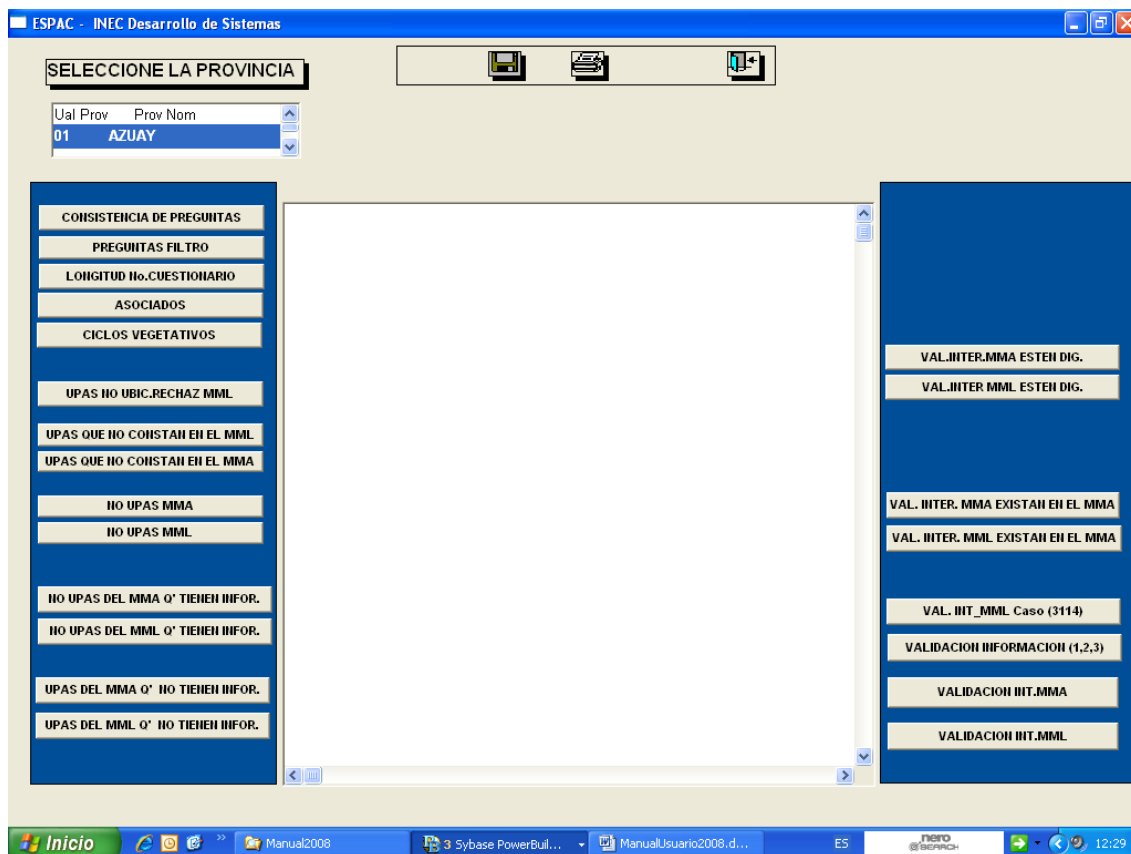 ESPAC - INEC Desarrollo de Sistemas
SELECCIONE LA PROVINCIA
Ual Prov Prov Nom
01 AZUAY
CONSISTENCIA DE PREGUNTAS
PREGUNTAS FILTRO
LONGITUD No.CUESTIONARIO
ASOCIADOS
CICLOS VEGETATIVOS
UPAS NO UBIC.RECHAZ MML
UPAS QUE NO CONSTAN EN EL MML
UPAS QUE NO CONSTAN EN EL MMA
NO UPAS MMA
NO UPAS MML
NO UPAS DEL MMA Q' TIENEN INFOR.
NO UPAS DEL MML Q' TIENEN INFOR.
UPAS DEL MMA Q' NO TIENEN INFOR.
UPAS DEL MML Q' NO TIENEN INFOR.
VAL.INTER.MMA ESTEN DIG.
VAL.INTER MML ESTEN DIG.
VAL. INTER. MMA EXISTAN EN EL MMA
VAL. INTER. MML EXISTAN EN EL MMA
VAL. INT_MML Caso (3114)
VALIDACION INFORMACION (1,2,3)
VALIDACION INT.MMA
VALIDACION INT.MML
Inicio
Manual2008
3 Sybase PowerBuil...
ManualUsuario2008.d...
ES
nero
SEARCH
12:29